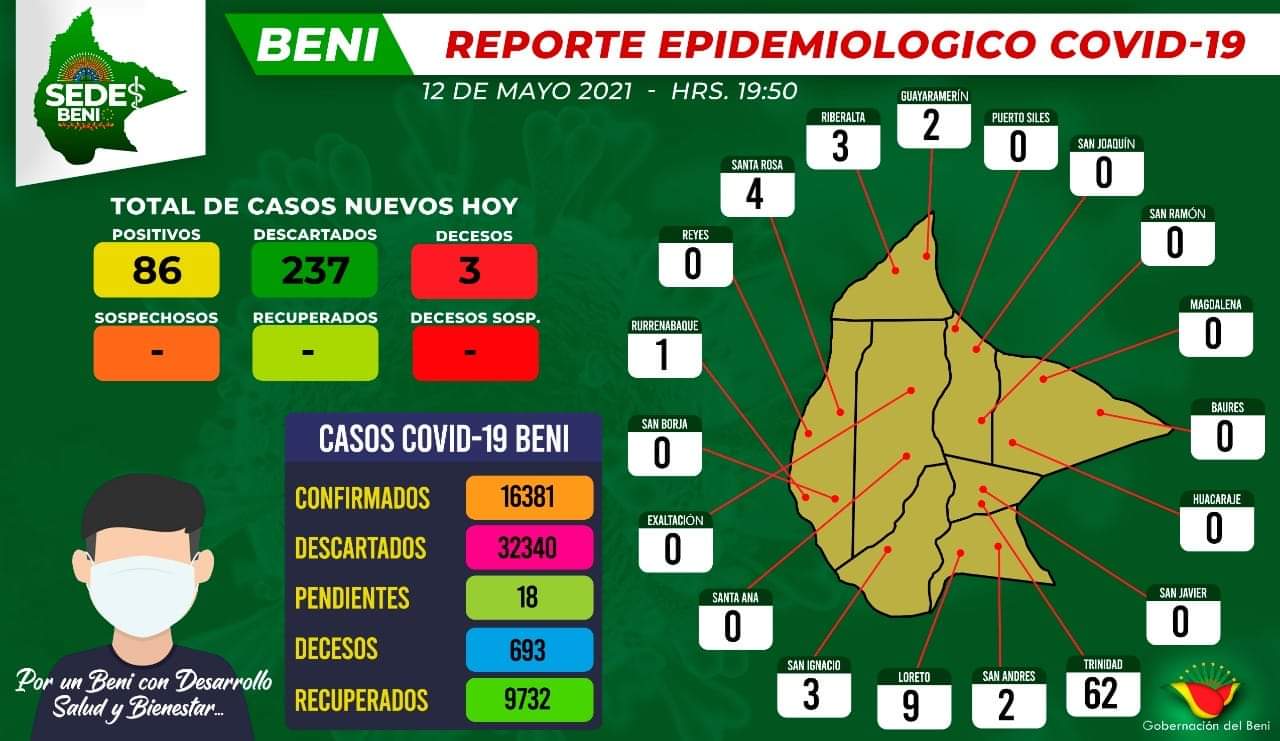 SEDES
BENI
BENI
REPORTE EPIDEMIOLOGICO COVID-19
12 DE MAYO 2021 - HRS. 19:50
TOTAL DE CASOS NUEVOS HOY
POSITIVOS DESCARTADOS DECESOS
86 237 3
SOSPECHOSOS RECUPERADOS DECESOS SOSP.
- - -
CASOS COVID-19 BENI
CONFIRMADOS 16381
DESCARTADOS 32340
PENDIENTES 18
DECESOS 693
RECUPERADOS 9732
Por un Beni con Desarrollo
Salud y Bienestar...
GUAYARAMERÍN
2
RIBERALTA
3
PUERTO SILES
0
SAN JOAQUÍN
0
SANTA ROSA
4
SAN RAMÓN
0
REYES
0
MAGDALENA
0
RURRENABAQUE
1
BAURES
0
SAN BORJA
0
HUACARAJE
0
EXALTACIÓN
0
SANTA ANA
0
SAN JAVIER
0
SAN IGNACIO
3
LORETO
9
SAN ANDRES
2
TRINIDAD
62
Gobernación del Beni